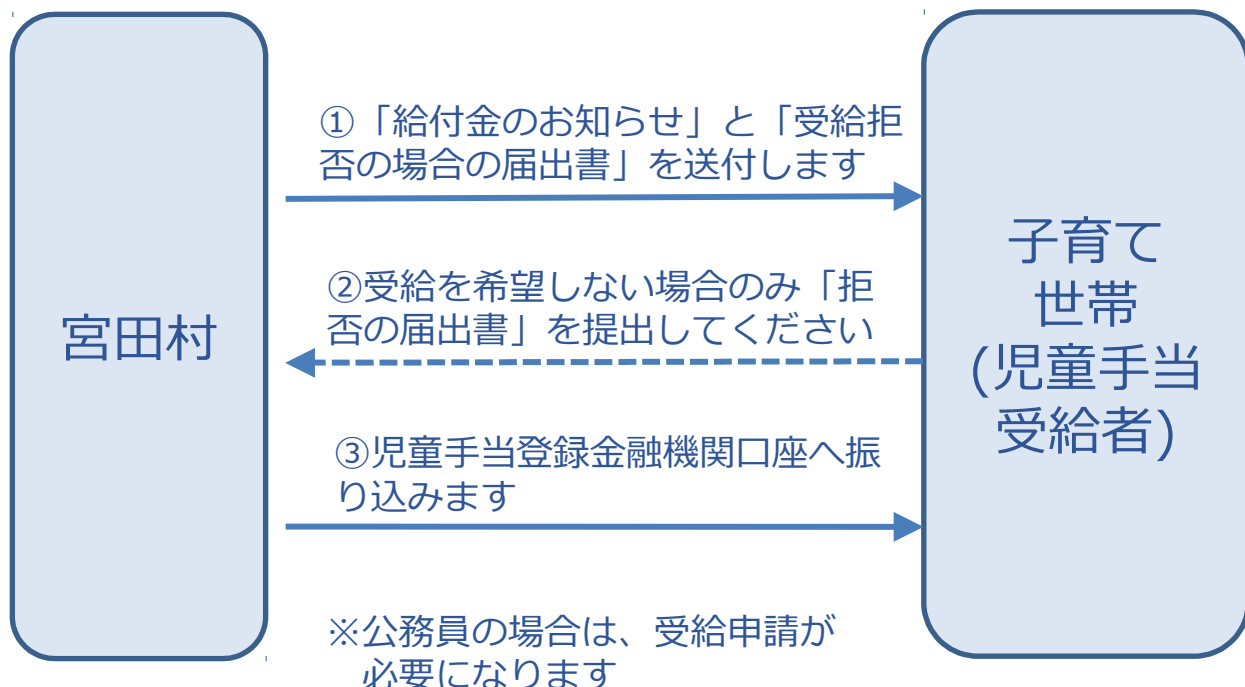 宮田村
①「給付金のお知らせ」と「受給拒
否の場合の届出書」を送付します
②受給を希望しない場合のみ「拒
否の届出書」を提出してください
③児童手当登録金融機関口座へ振
り込みます
※公務員の場合は、受給申請が
必要になります
子育て
世帯
(児童手当
受給者)